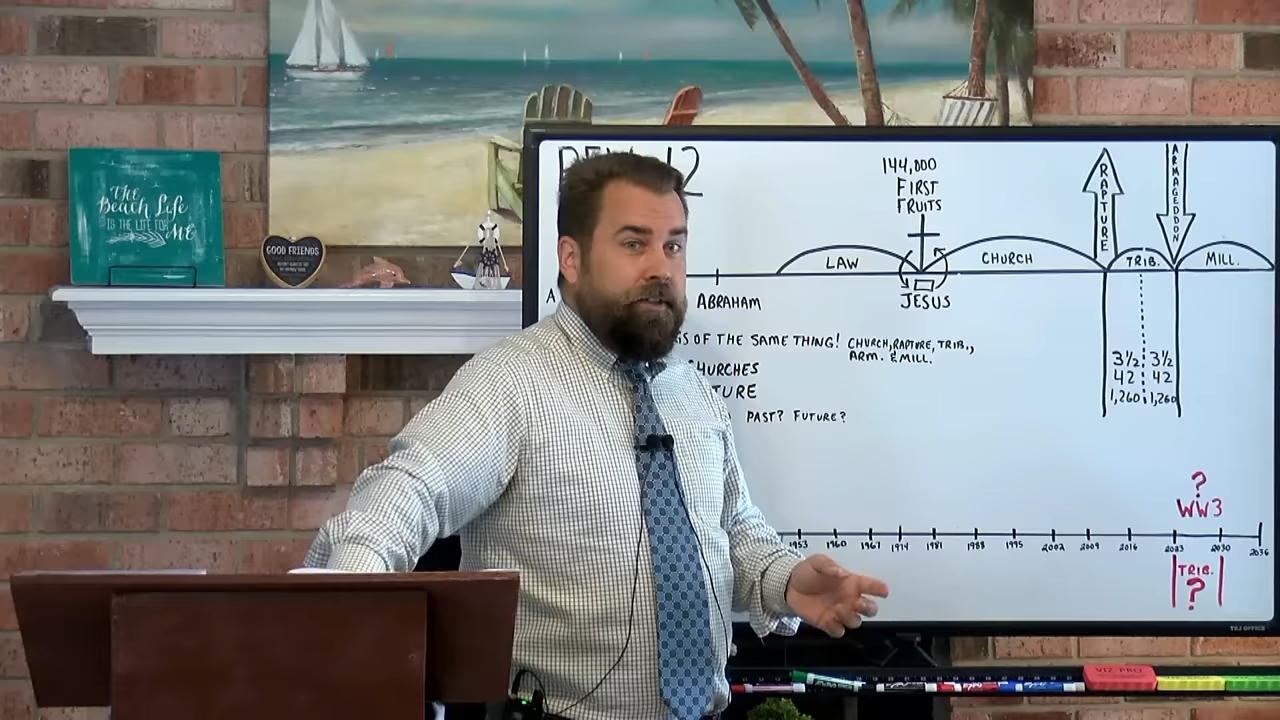 THE
Beach Life
IS THE LIFE FOR
ME
GOOD FRIENDS
12
144,000
FIRST
FRUITS
RAPTURE
ARMAGEDDON
LAW
CHURCH
TRIB.
MILL.
A
ABRAHAM
JESUS
OF THE SAME THING! CHURCH, RAPTURE, TRIB.,
ARM. & MILL.
HURCHES
TURE
PAST? FUTURE?
3½ 3½
42 42
1,260 1,260
?
WW3
1953 1960 1967 1974 1981 1988 1995 2002 2009 2016 2023 2030 2036
TRIB.
?
VIZ-PRO